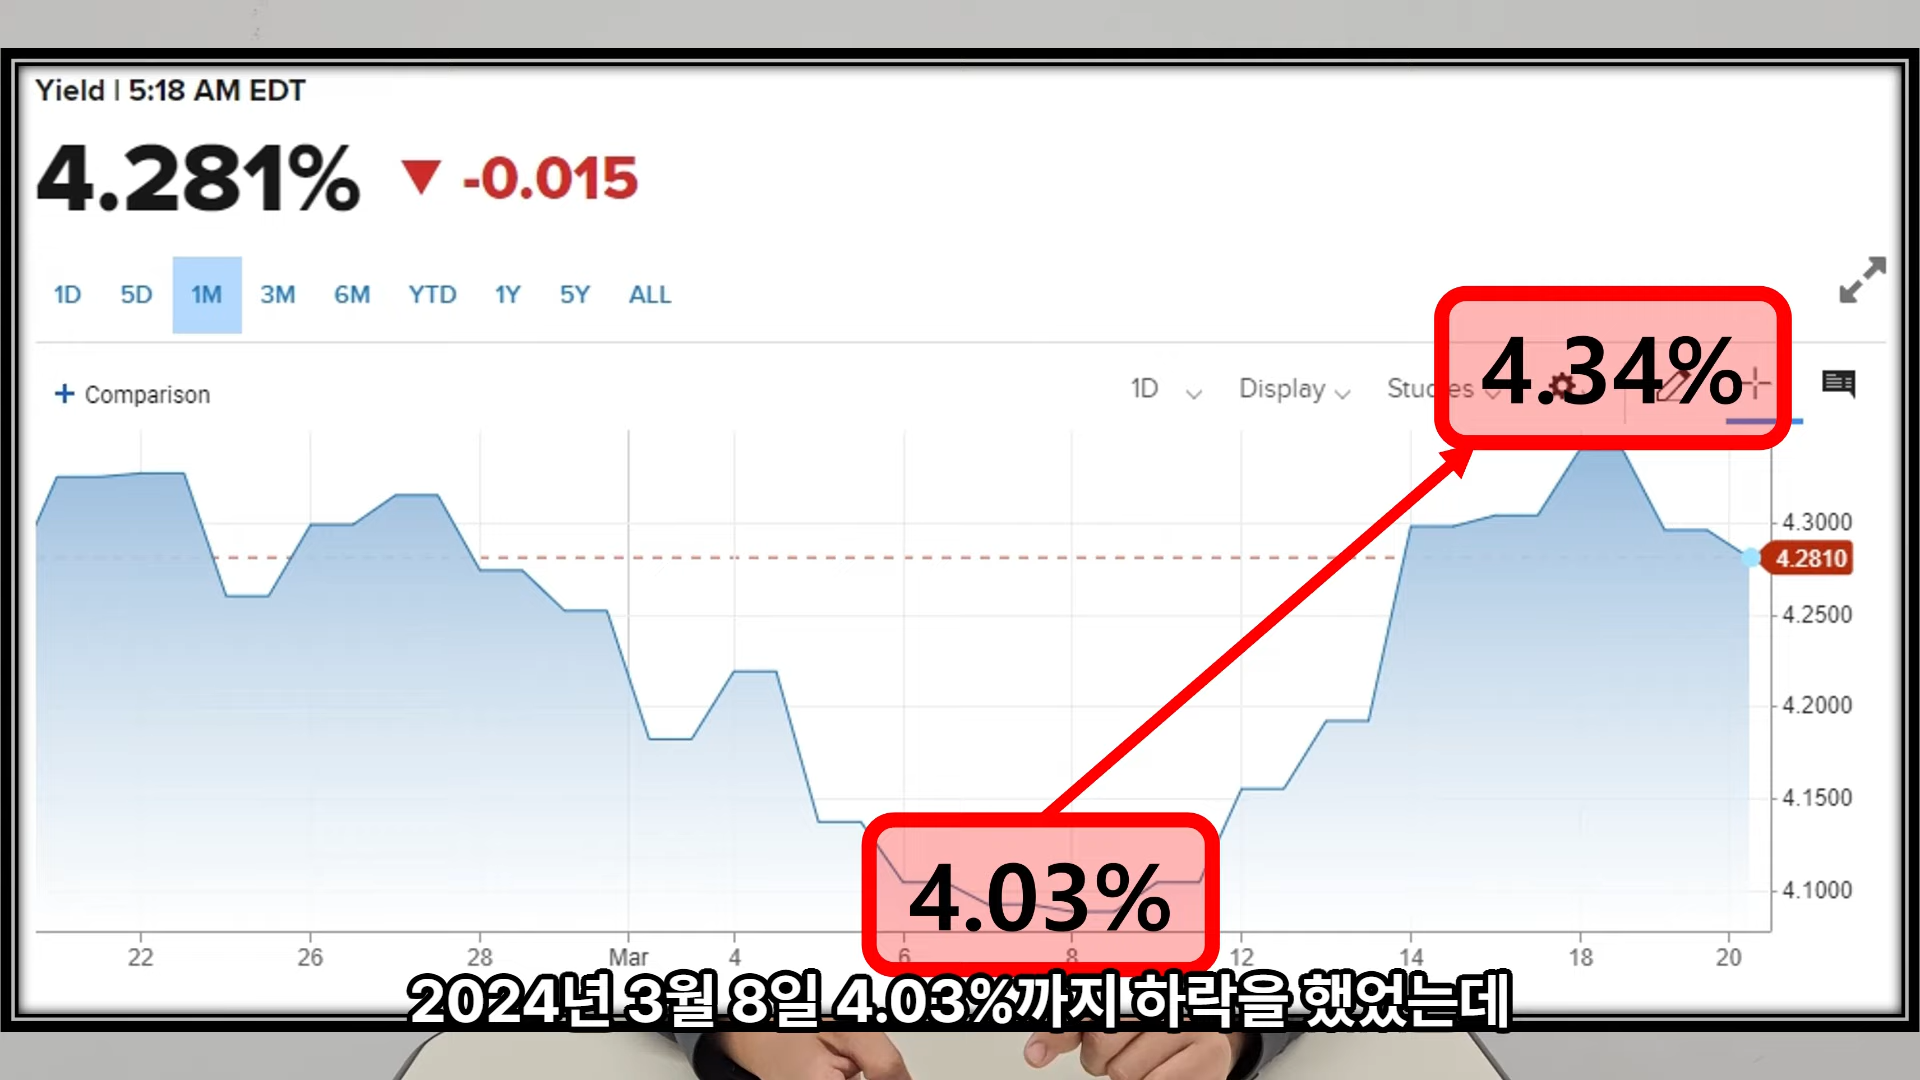 Yield | 5:18 AM EDT
4.281% ▼ -0.015
1D 5D 1M 3M 6M YTD 1Y 5Y ALL
4.34%
+ Comparison
1D Display Studies
4.3000
4.2810
4.2500
4.2000
4.1500
4.1000
4.03%
22 26 28 Mar 4 6 8 12 14 18 20
2024년 3월 8일 4.03%까지 하락을 했었는데